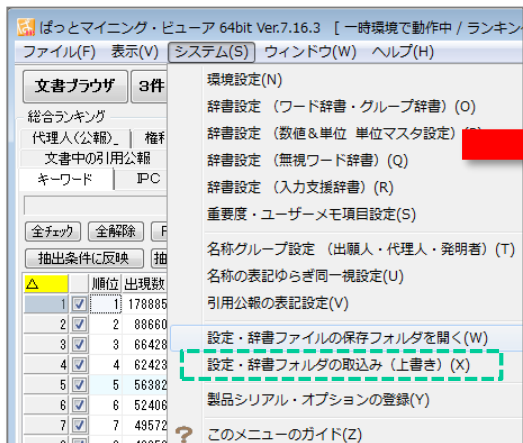 ぱっとマイニング・ビューア 64bit Ver.7.16.3 [ 一時環境で動作中 / ランキン
ファイル(F) 表示(V) システム(S) ウィンドウ(W) ヘルプ(H)
文書ブラウザ 3件
総合ランキング
代理人(公報)_ 権利
文書中の引用公報
キーワード IPC
全チェック 全解除 F
抽出条件に反映 抽
△ 順位 出現数
1 1 178885
2 2 88660
3 3 66428
4 4 62423
5 5 56382
6 6 52406
7 7 49572
環境設定(N)
辞書設定 (ワード辞書・グループ辞書) (O)
辞書設定 (数値&単位 単位マスタ設定)
辞書設定 (無視ワード辞書) (Q)
辞書設定 (入力支援辞書) (R)
重要度・ユーザーメモ項目設定(S)
名称グループ設定 (出願人・代理人・発明者) (T)
名称の表記ゆらぎ同一視設定(U)
引用公報の表記設定(V)
設定・辞書ファイルの保存フォルダを開く(W)
設定・辞書フォルダの取込み (上書き) (X)
製品シリアル・オプションの登録(Y)
? このメニューのガイド(Z)